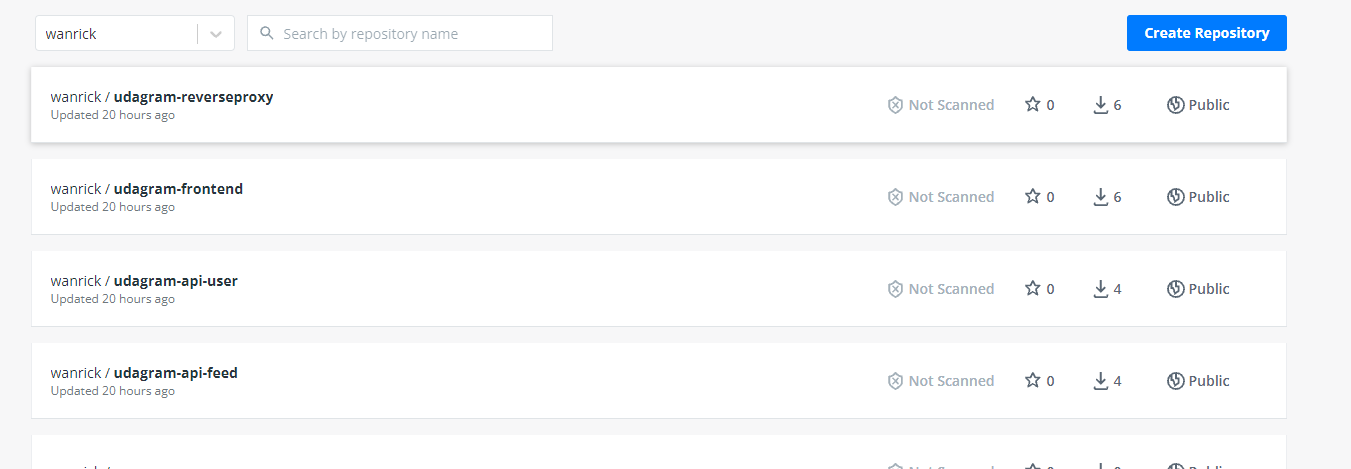 wanrick
Search by repository name
Create Repository
wanrick / udagram-reverseproxy
Updated 20 hours ago
Not Scanned
0
6
Public
wanrick / udagram-frontend
Updated 20 hours ago
Not Scanned
0
6
Public
wanrick / udagram-api-user
Updated 20 hours ago
Not Scanned
0
4
Public
wanrick / udagram-api-feed
Updated 20 hours ago
Not Scanned
0
4
Public